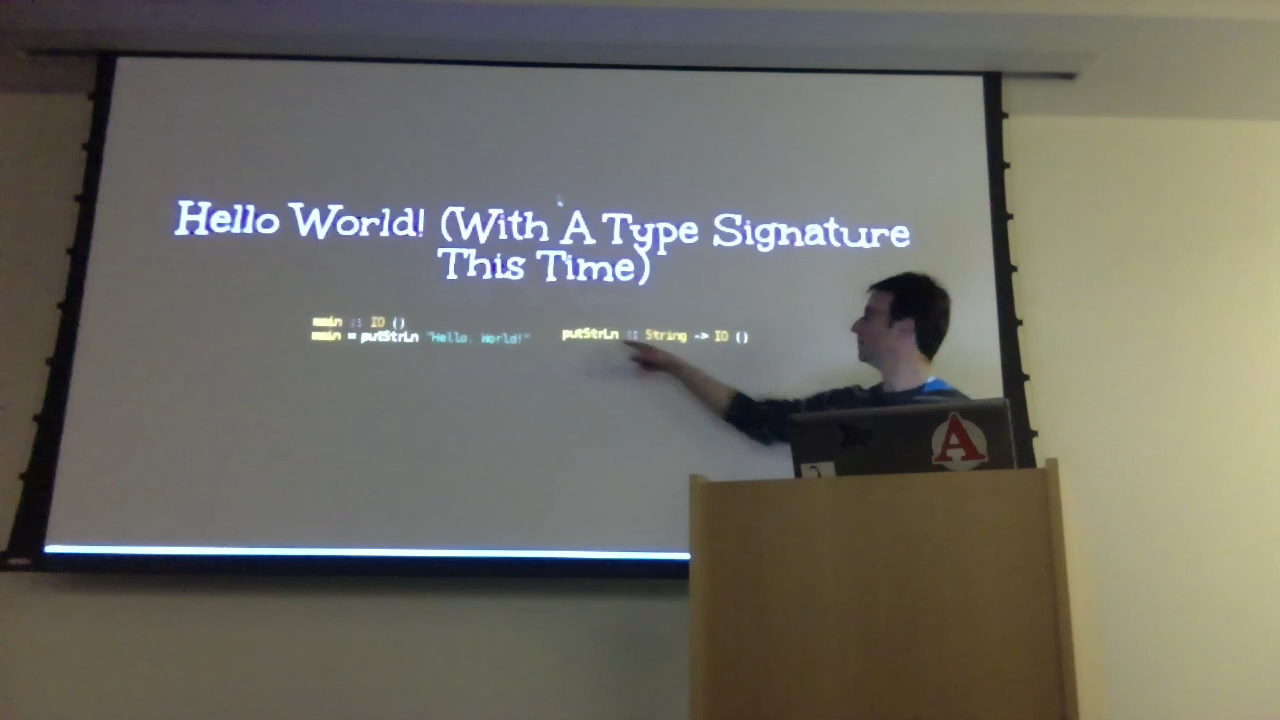 Hello World! (With A Type Signature
This Time)
main :: IO ()
main = putStrLn "Hello, World!"
putStrLn :: String -> IO ()
A